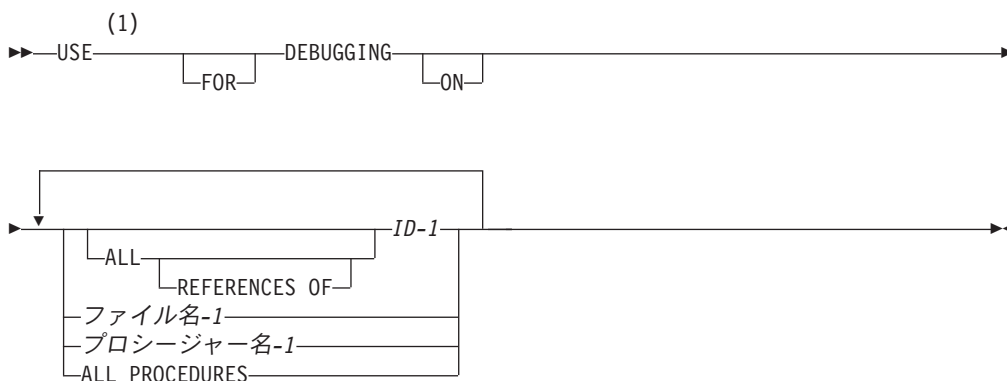 (1)
USE DEBUGGING
FOR ON
ID-1
ALL
REFERENCES OF
ファイル名-1
プロシージャー名-1
ALL PROCEDURES